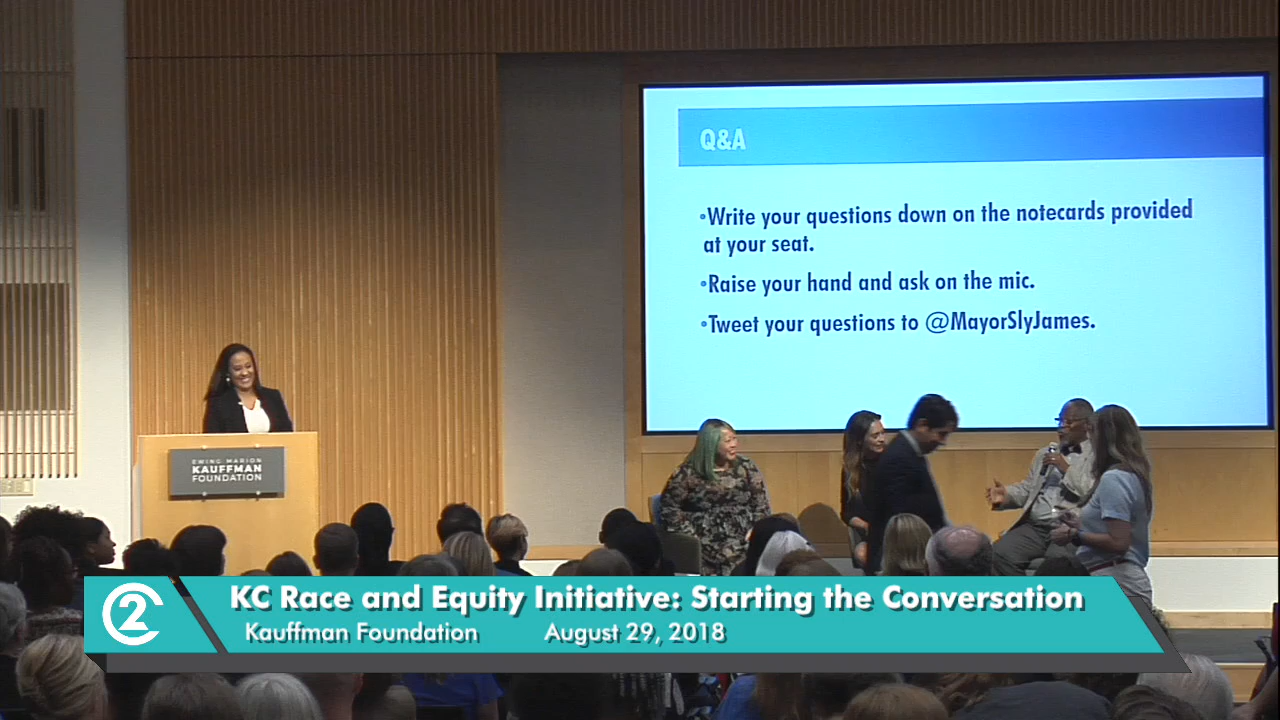 Q&A
•Write your questions down on the notecards provided
at your seat.
•Raise your hand and ask on the mic.
•Tweet your questions to @MayorSlyJames.
EWING MARION
KAUFFMAN
FOUNDATION
2
KC Race and Equity Initiative: Starting the Conversation
Kauffman Foundation August 29, 2018